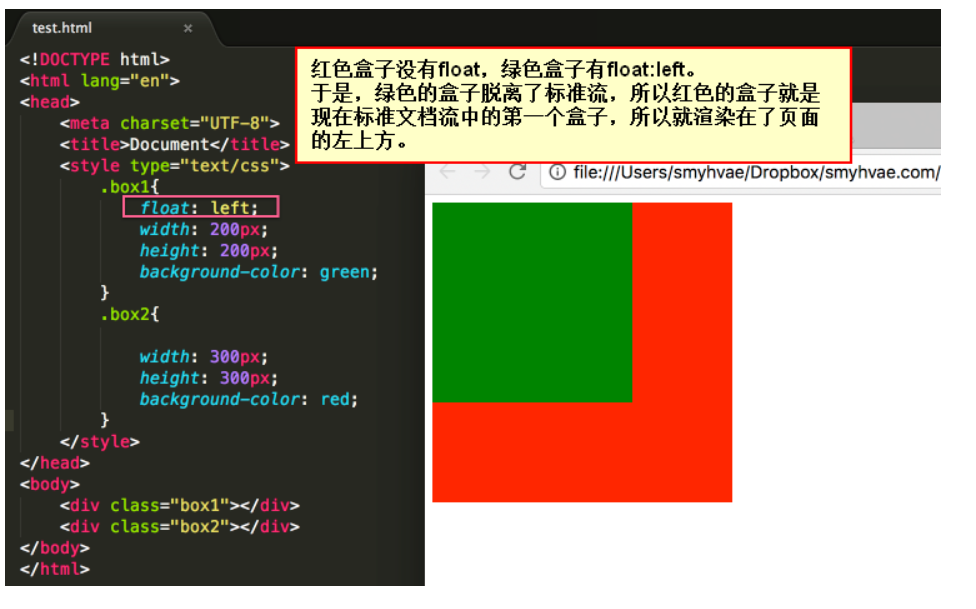 test.html ×
红色盒子没有float，绿色盒子有float:left。
于是，绿色的盒子脱离了标准流，所以红色的盒子就是
现在标准文档流中的第一个盒子，所以就渲染在了页面
的左上方。
file:///Users/smyhvae/Dropbox/smyhvae.com/
<!DOCTYPE html>
<html lang="en">
<head>
    <meta charset="UTF-8">
    <title>Document</title>
    <style type="text/css">
        .box1{
            float: left;
            width: 200px;
            height: 200px;
            background-color: green;
        }
        .box2{
            width: 300px;
            height: 300px;
            background-color: red;
        }
    </style>
</head>
<body>
    <div class="box1"></div>
    <div class="box2"></div>
</body>
</html>